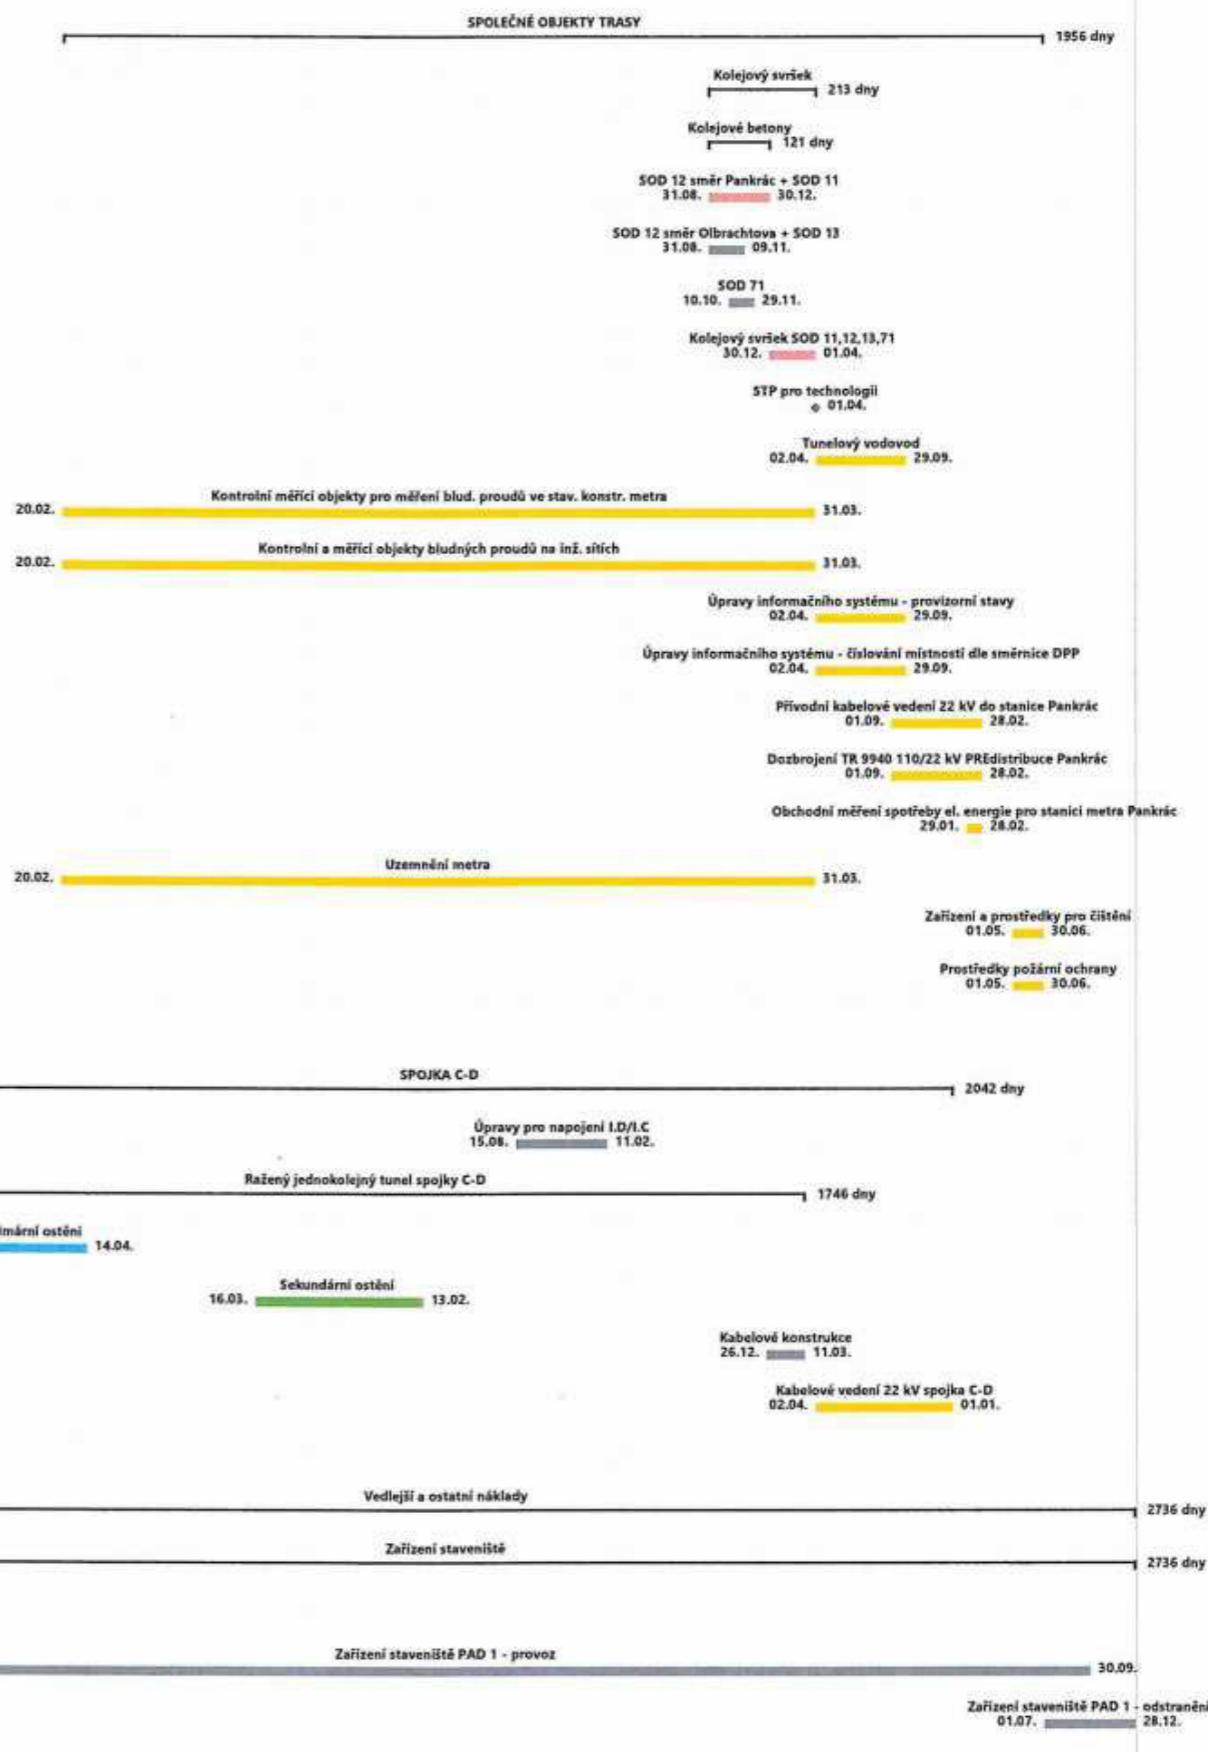 SPOLEČNÉ OBJEKTY TRASY
1956 dny
Kolejový svršek
213 dny
Kolejové betony
121 dny
SOD 12 směr Pankrác + SOD 11
31.08. 30.12.
SOD 12 směr Olbrachtova + SOD 13
31.08. 09.11.
SOD 71
10.10. 29.11.
Kolejový svršek SOD 11,12,13,71
30.12. 01.04.
STP pro technologii
01.04.
Tunelový vodovod
02.04. 29.09.
Kontrolní měřící objekty pro měření blud. proudů ve stav. konstr. metra
20.02. 31.03.
Kontrolní a měřící objekty bludných proudů na inž. sítích
20.02. 31.03.
Úpravy informačního systému - provizorní stavy
02.04. 29.09.
Úpravy informačního systému - číslování místností dle směrnice DPP
02.04. 29.09.
Přívodní kabelové vedení 22 kV do stanice Pankrác
01.09. 28.02.
Dozbrojení TR 9940 110/22 kV PREdistribuce Pankrác
01.09. 28.02.
Obchodní měření spotřeby el. energie pro stanici metra Pankrác
29.01. 28.02.
Uzemnění metra
20.02. 31.03.
Zařízení a prostředky pro čištění
01.05. 30.06.
Prostředky požární ochrany
01.05. 30.06.
SPOJKA C-D
2042 dny
Úpravy pro napojení I.D/I.C
15.08. 11.02.
Ražený jednokolejný tunel spojky C-D
1746 dny
imární ostění
14.04.
Sekundární ostění
16.03. 13.02.
Kabelové konstrukce
26.12. 11.03.
Kabelové vedení 22 kV spojka C-D
02.04. 01.01.
Vedlejší a ostatní náklady
2736 dny
Zařízení staveniště
2736 dny
Zařízení staveniště PAD 1 - provoz
30.09.
Zařízení staveniště PAD 1 - odstranění
01.07. 28.12.